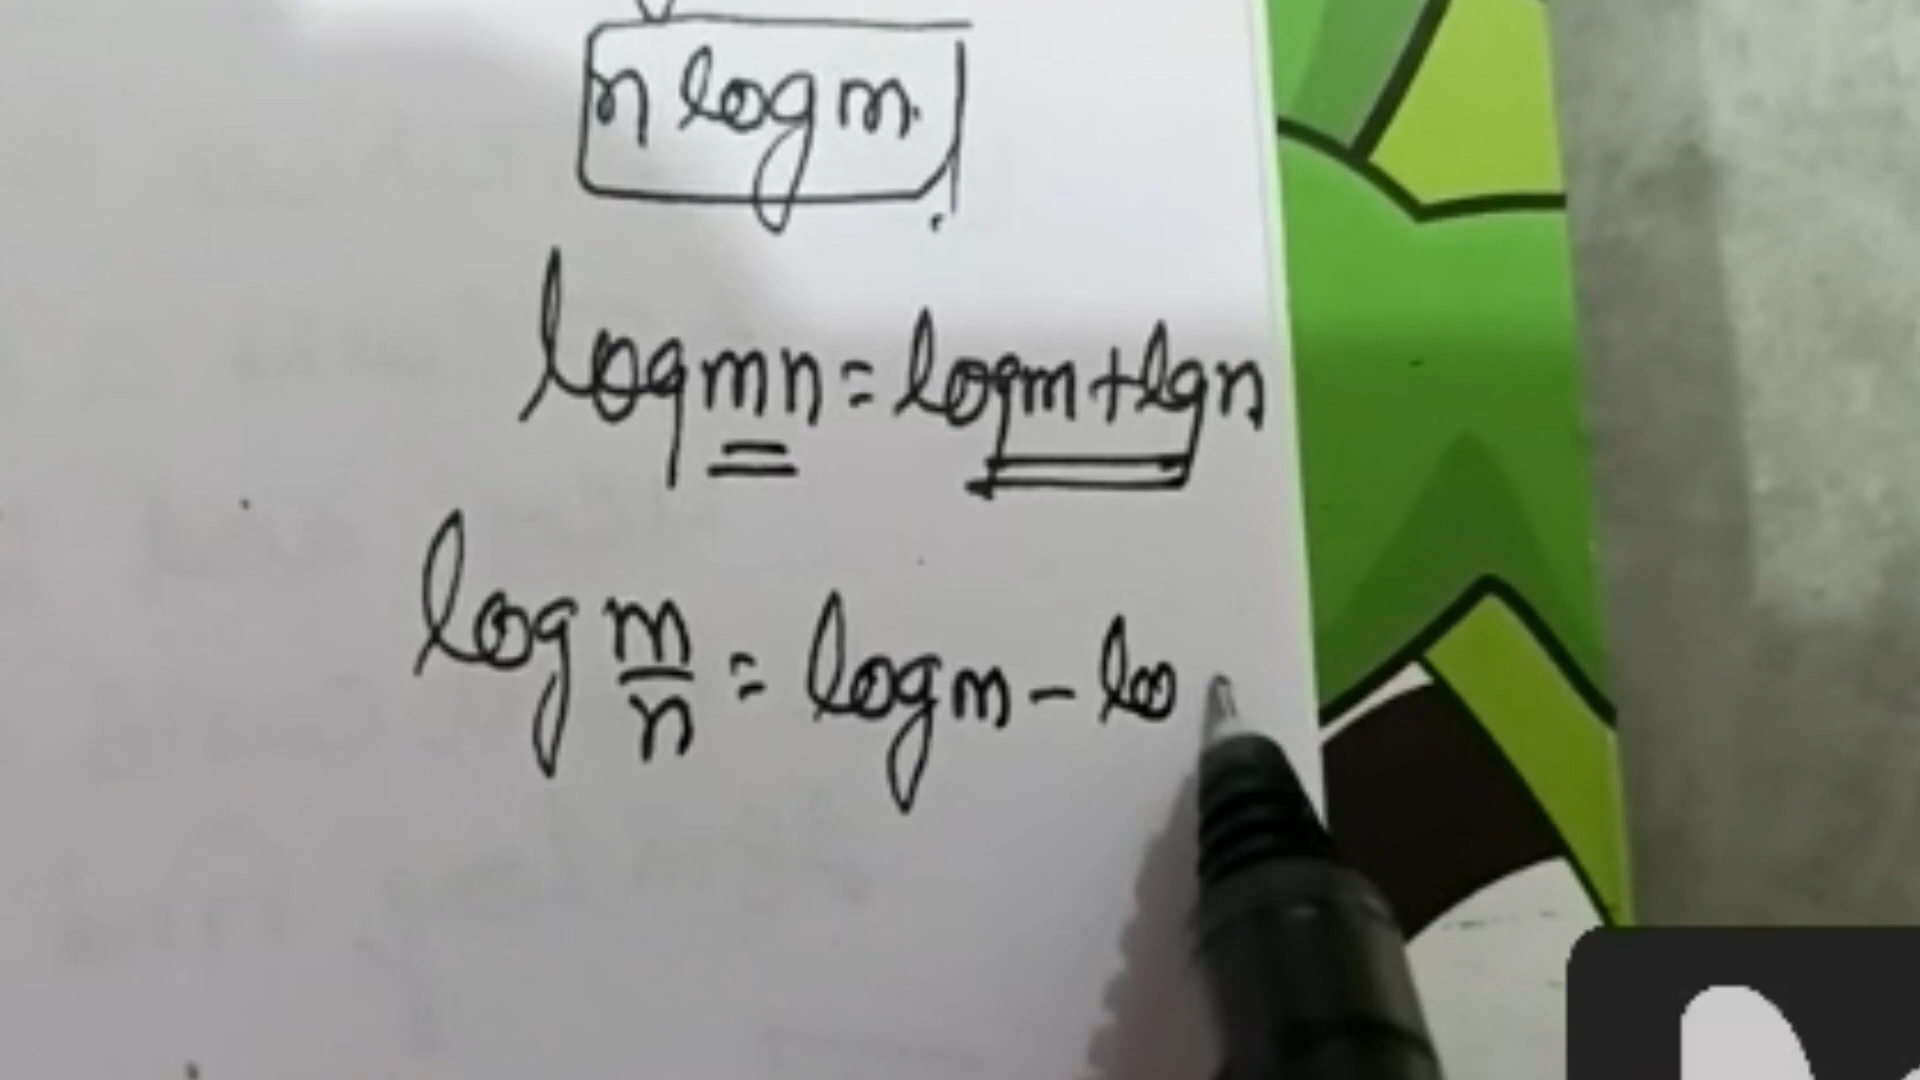 n log m
log mn = log m + lg n
log m/n = log m - lo